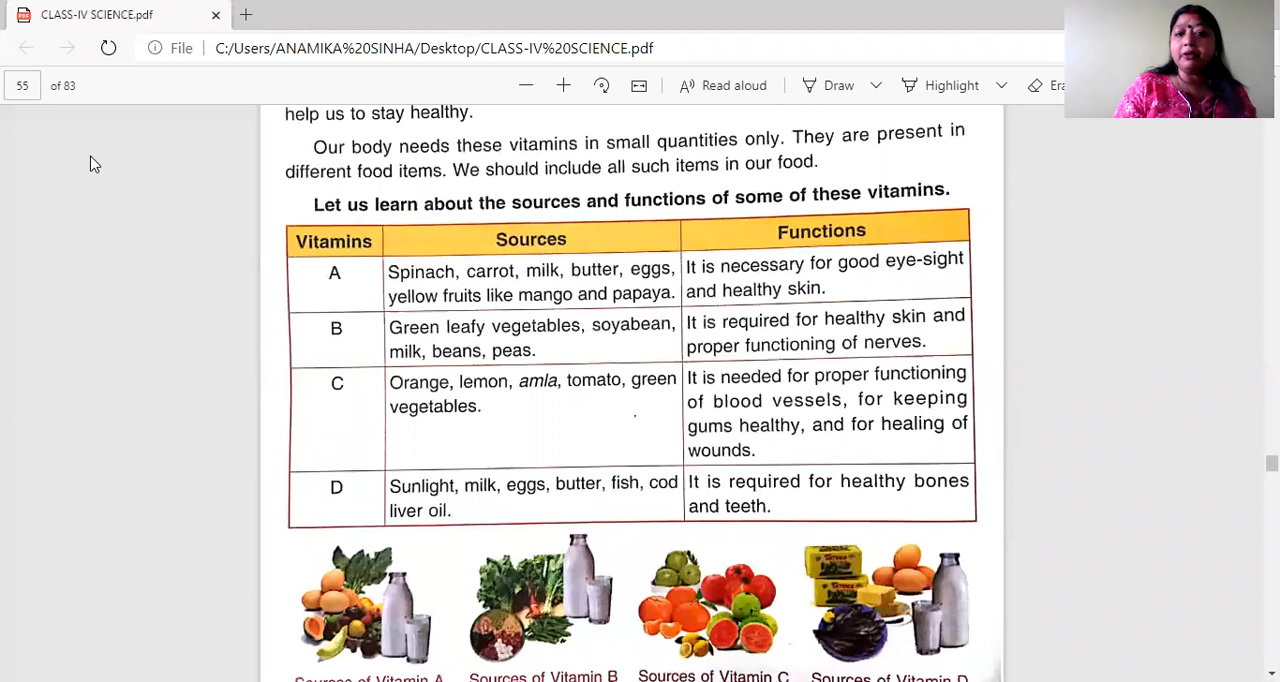 CLASS-IV SCIENCE.pdf
File
C:/Users/ANAMIKA%20SINHA/Desktop/CLASS-IV%20SCIENCE.pdf
55 of 83
Read aloud
Draw
Highlight
Era
help us to stay healthy.
Our body needs these vitamins in small quantities only. They are present in
different food items. We should include all such items in our food.
Let us learn about the sources and functions of some of these vitamins.
Vitamins Sources Functions
A
Spinach, carrot, milk, butter, eggs,
yellow fruits like mango and papaya.
It is necessary for good eye-sight
and healthy skin.
B
Green leafy vegetables, soyabean,
milk, beans, peas.
It is required for healthy skin and
proper functioning of nerves.
C
Orange, lemon, amla, tomato, green
vegetables.
It is needed for proper functioning
of blood vessels, for keeping
gums healthy, and for healing of
wounds.
D
Sunlight, milk, eggs, butter, fish, cod
liver oil.
It is required for healthy bones
and teeth.
Sources of Vitamin A
Sources of Vitamin B
Sources of Vitamin C
Sources of Vitamin D